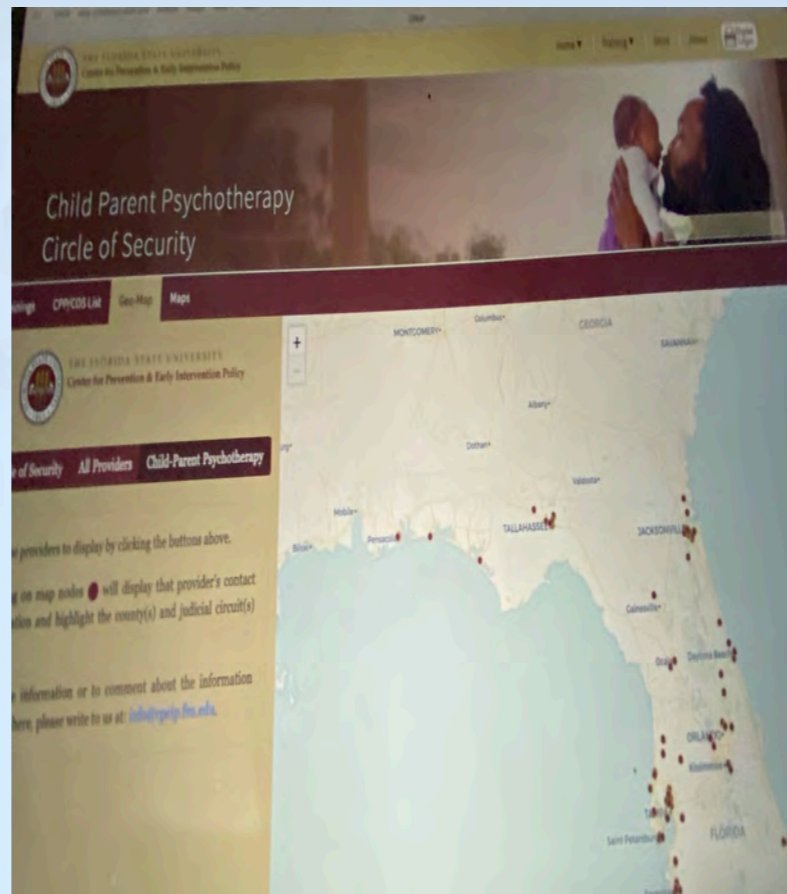 THE FLORIDA STATE UNIVERSITY
Center for Prevention & Early Intervention Policy
Home ▼ Training ▼ About
Child Parent Psychotherapy
Circle of Security
CPP/COS List Geo-Map Maps
THE FLORIDA STATE UNIVERSITY
Center for Prevention & Early Intervention Policy
of Security All Providers Child-Parent Psychotherapy
providers to display by clicking the buttons above.
on map nodes will display that provider's contact
and highlight the county(s) and judicial circuit(s)
information or to comment about the information
here, please write to us at:
+
-
MONTGOMERY
Columbus
GEORGIA
SAVANNAH
Albany
Dothan
Valdosta
Mobile
Biloxi
Pensacola
TALLAHASSEE
JACKSONVILLE
Gainesville
Ocala
Daytona Beach
ORLANDO
Kissimmee
TAMPA
Saint Petersburg
FLORIDA